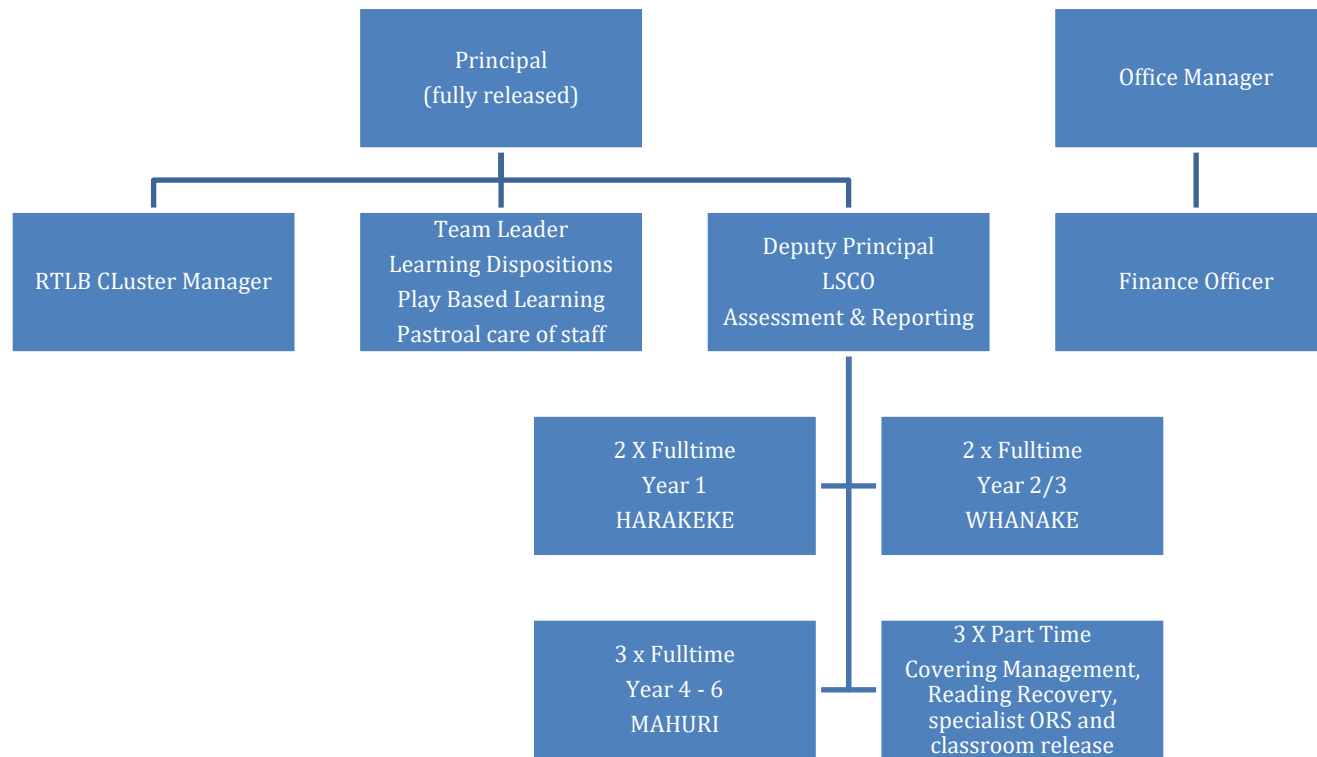 Principal
(fully released)
Office Manager
RTLB CLuster Manager
Team Leader
Learning Dispositions
Play Based Learning
Pastroal care of staff
Deputy Principal
LSCO
Assessment & Reporting
Finance Officer
2 X Fulltime
Year 1
HARAKEKE
2 x Fulltime
Year 2/3
WHANAKE
3 x Fulltime
Year 4 - 6
MAHURI
3 X Part Time
Covering Management,
Reading Recovery,
specialist ORS and
classroom release